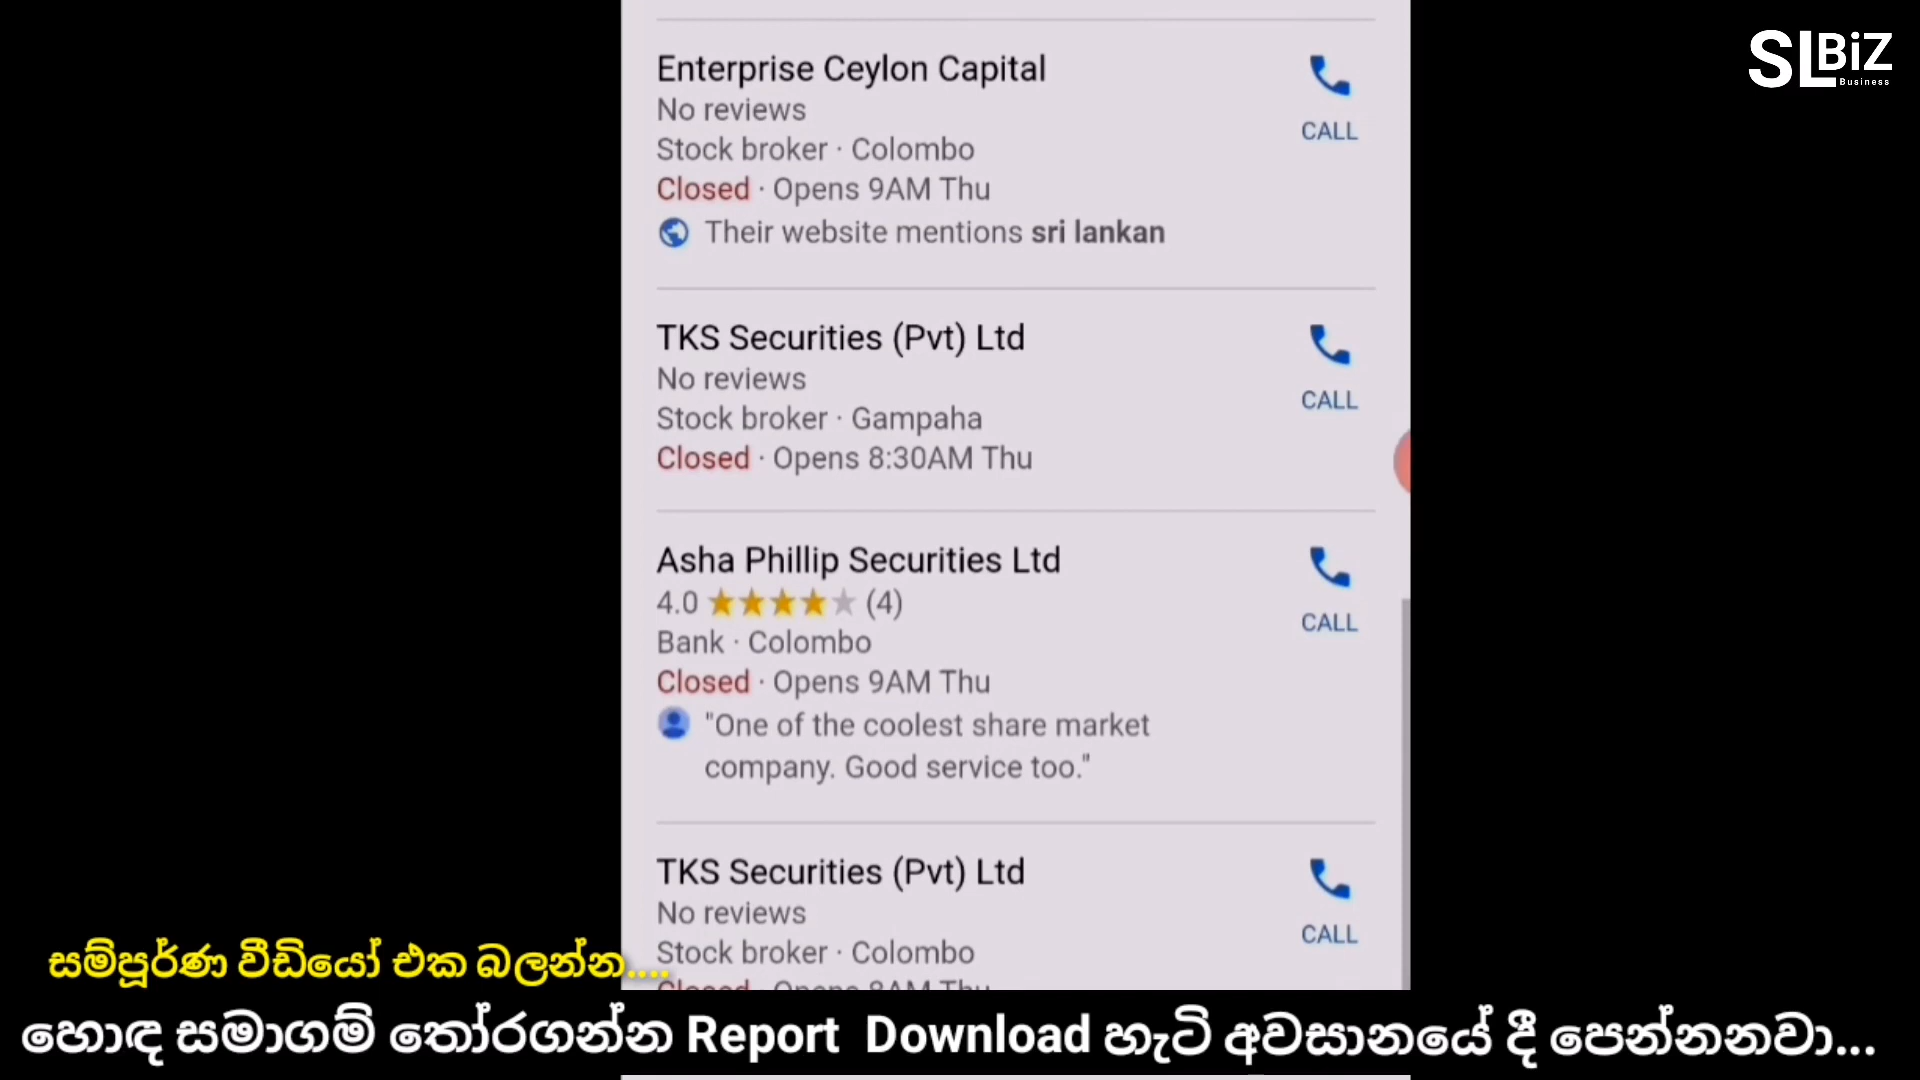 SLBiZ
Business
Enterprise Ceylon Capital
No reviews
Stock broker · Colombo
Closed · Opens 9AM Thu
Their website mentions sri lankan
CALL
TKS Securities (Pvt) Ltd
No reviews
Stock broker · Gampaha
Closed · Opens 8:30AM Thu
CALL
Asha Phillip Securities Ltd
4.0 ★★★★★ (4)
Bank · Colombo
Closed · Opens 9AM Thu
"One of the coolest share market
company. Good service too."
CALL
TKS Securities (Pvt) Ltd
No reviews
Stock broker · Colombo
Closed · Opens 8AM Thu
CALL
සම්පූර්ණ වීඩියෝ එක බලන්න....
හොඳ සමාගම් තෝරගන්න Report Download හැටි අවසානයේ දී පෙන්නනවා...